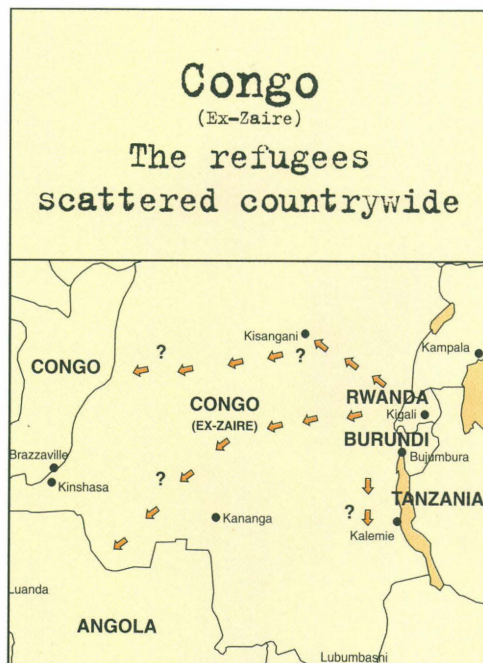 Congo
(Ex-Zaire)
The refugees
scattered countrywide
Kisangani
?
?
Kampala
CONGO
RWANDA
CONGO
Kigali
(EX-ZAIRE)
BURUNDI
Brazzaville
Bujumbura
?
Kinshasa
TANZANIA
Kananga
?
Kalemie
Luanda
ANGOLA
Lubumbasni